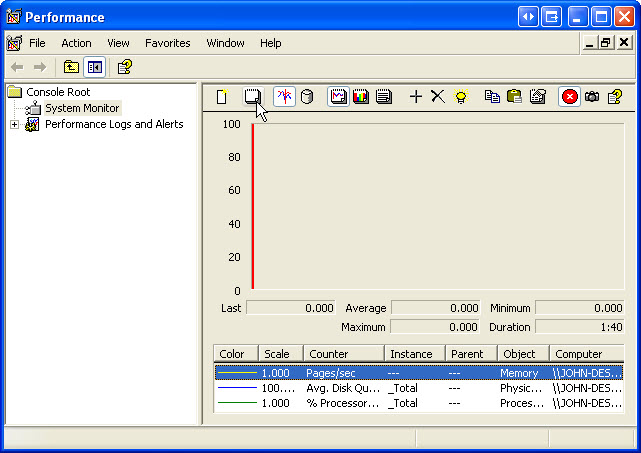 Performance
File Action View Favorites Window Help
Console Root
System Monitor
Performance Logs and Alerts
100
80
60
40
20
0
Last 0.000 Average 0.000 Minimum 0.000
Maximum 0.000 Duration 1:40
Color Scale Counter Instance Parent Object Computer
1.000 Pages/sec --- --- Memory \\JOHN-DES...
100.... Avg. Disk Qu... _Total --- Physic... \\JOHN-DES...
1.000 % Processor... _Total --- Proces... \\JOHN-DES...